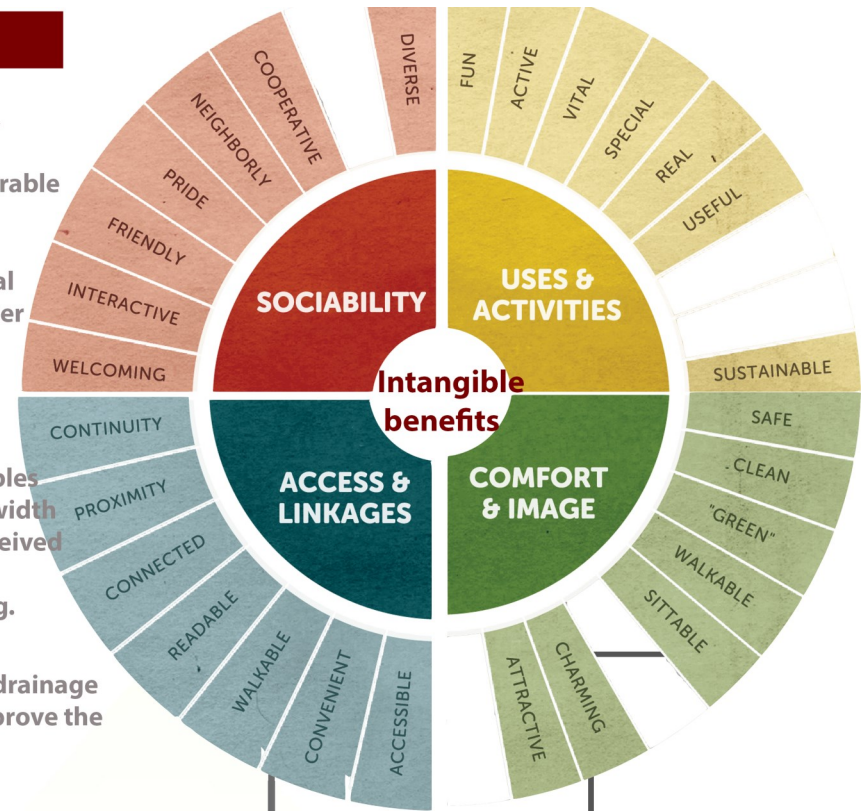 DIVERSE
COOPERATIVE
NEIGHBORLY
PRIDE
FRIENDLY
INTERACTIVE
WELCOMING
FUN
ACTIVE
VITAL
SPECIAL
REAL
USEFUL
SUSTAINABLE
SOCIABILITY
USES &
ACTIVITIES
Intangible
benefits
ACCESS &
LINKAGES
COMFORT
& IMAGE
CONTINUITY
PROXIMITY
CONNECTED
READABLE
WALKABLE
CONVENIENT
ACCESSIBLE
SAFE
CLEAN
"GREEN"
WALKABLE
SITTABLE
CHARMING
ATTRACTIVE
rable
al
er
oles
width
eived
g.
drainage
prove the